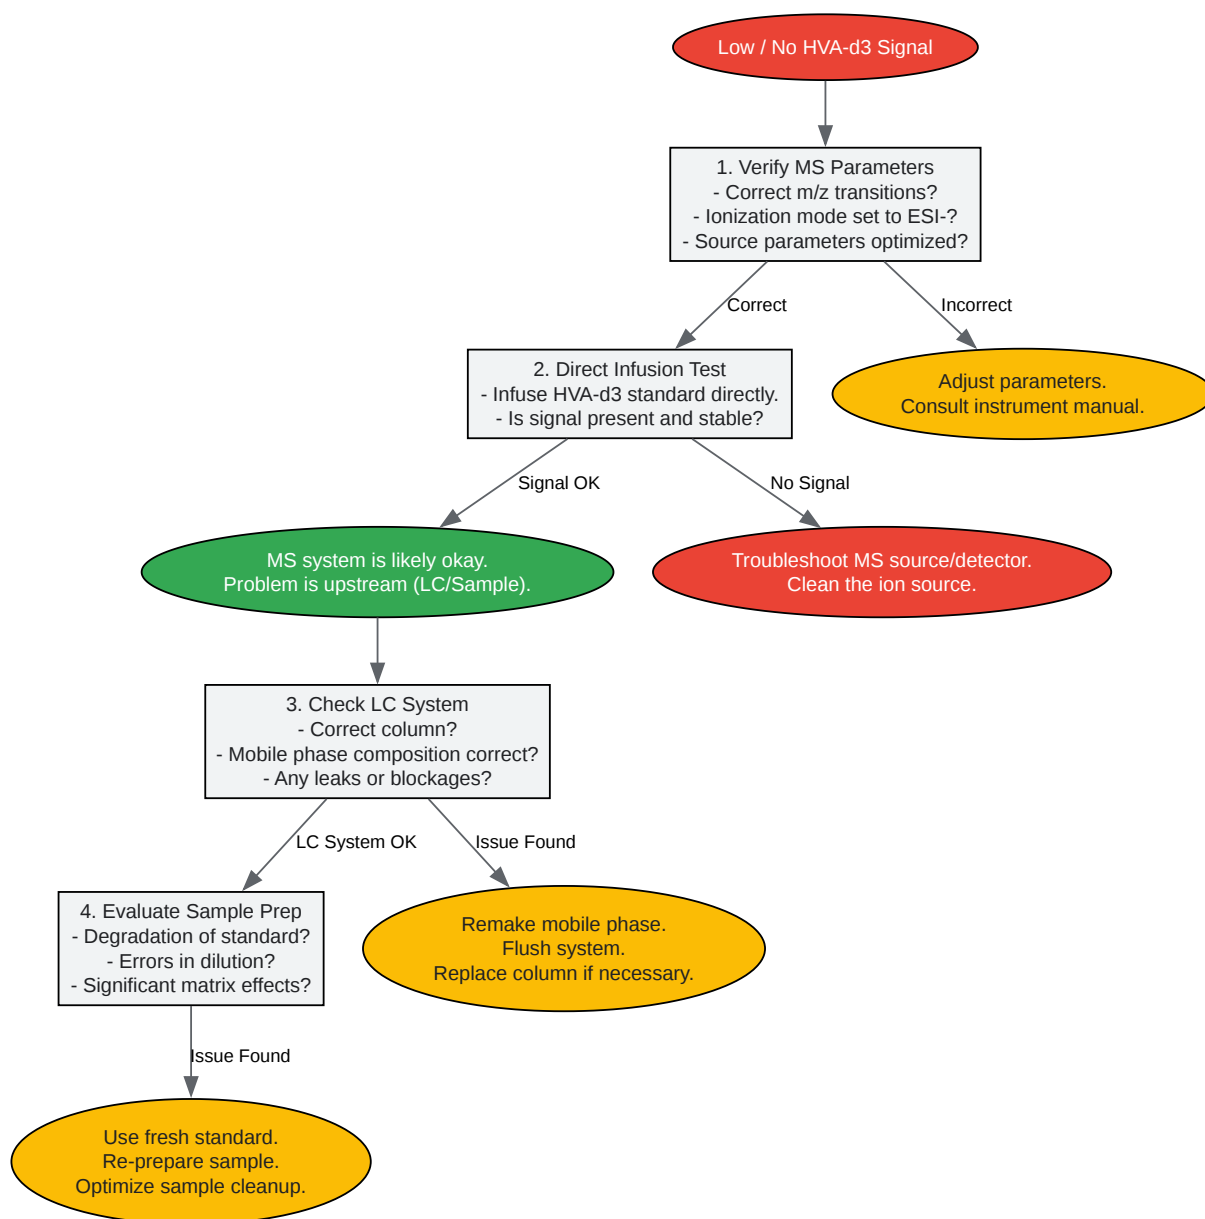 Low / No HVA-d3 Signal
1. Verify MS Parameters
- Correct m/z transitions?
- Ionization mode set to ESI-?
- Source parameters optimized?
Correct
Incorrect
2. Direct Infusion Test
- Infuse HVA-d3 standard directly.
- Is signal present and stable?
Adjust parameters.
Consult instrument manual.
Signal OK
No Signal
MS system is likely okay.
Problem is upstream (LC/Sample).
Troubleshoot MS source/detector.
Clean the ion source.
3. Check LC System
- Correct column?
- Mobile phase composition correct?
- Any leaks or blockages?
LC System OK
Issue Found
4. Evaluate Sample Prep
- Degradation of standard?
- Errors in dilution?
- Significant matrix effects?
Remake mobile phase.
Flush system.
Replace column if necessary.
Issue Found
Use fresh standard.
Re-prepare sample.
Optimize sample cleanup.